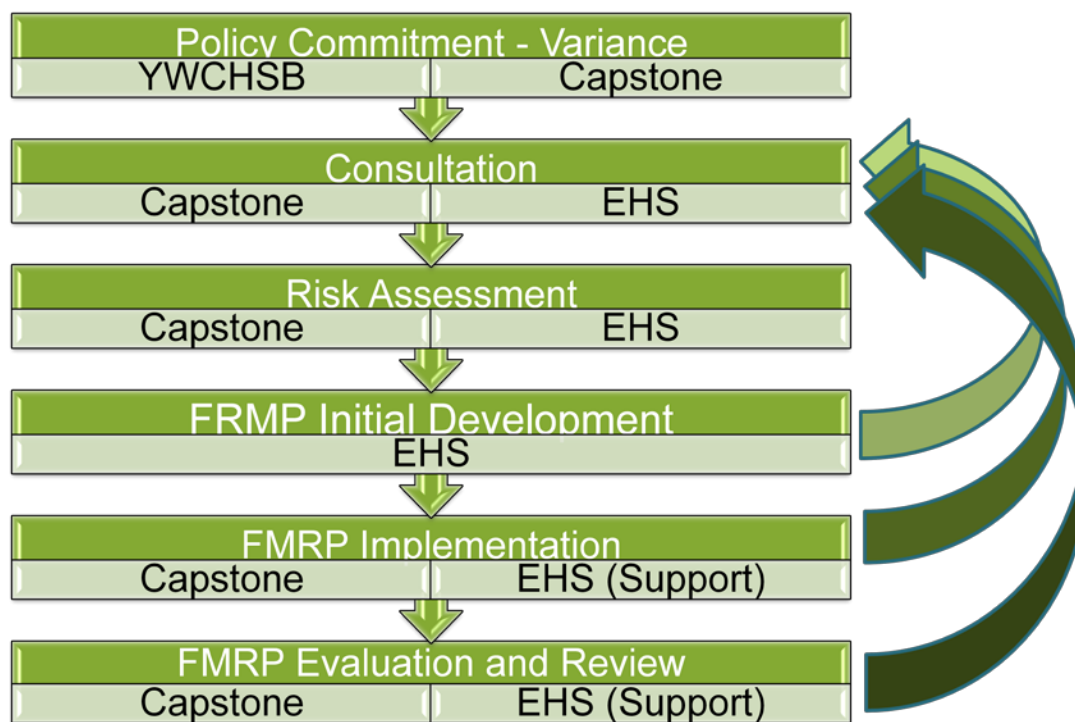 Policy Commitment - Variance
YWCHSB Capstone
Consultation
Capstone EHS
Risk Assessment
Capstone EHS
FRMP Initial Development
EHS
FMRP Implementation
Capstone EHS (Support)
FMRP Evaluation and Review
Capstone EHS (Support)